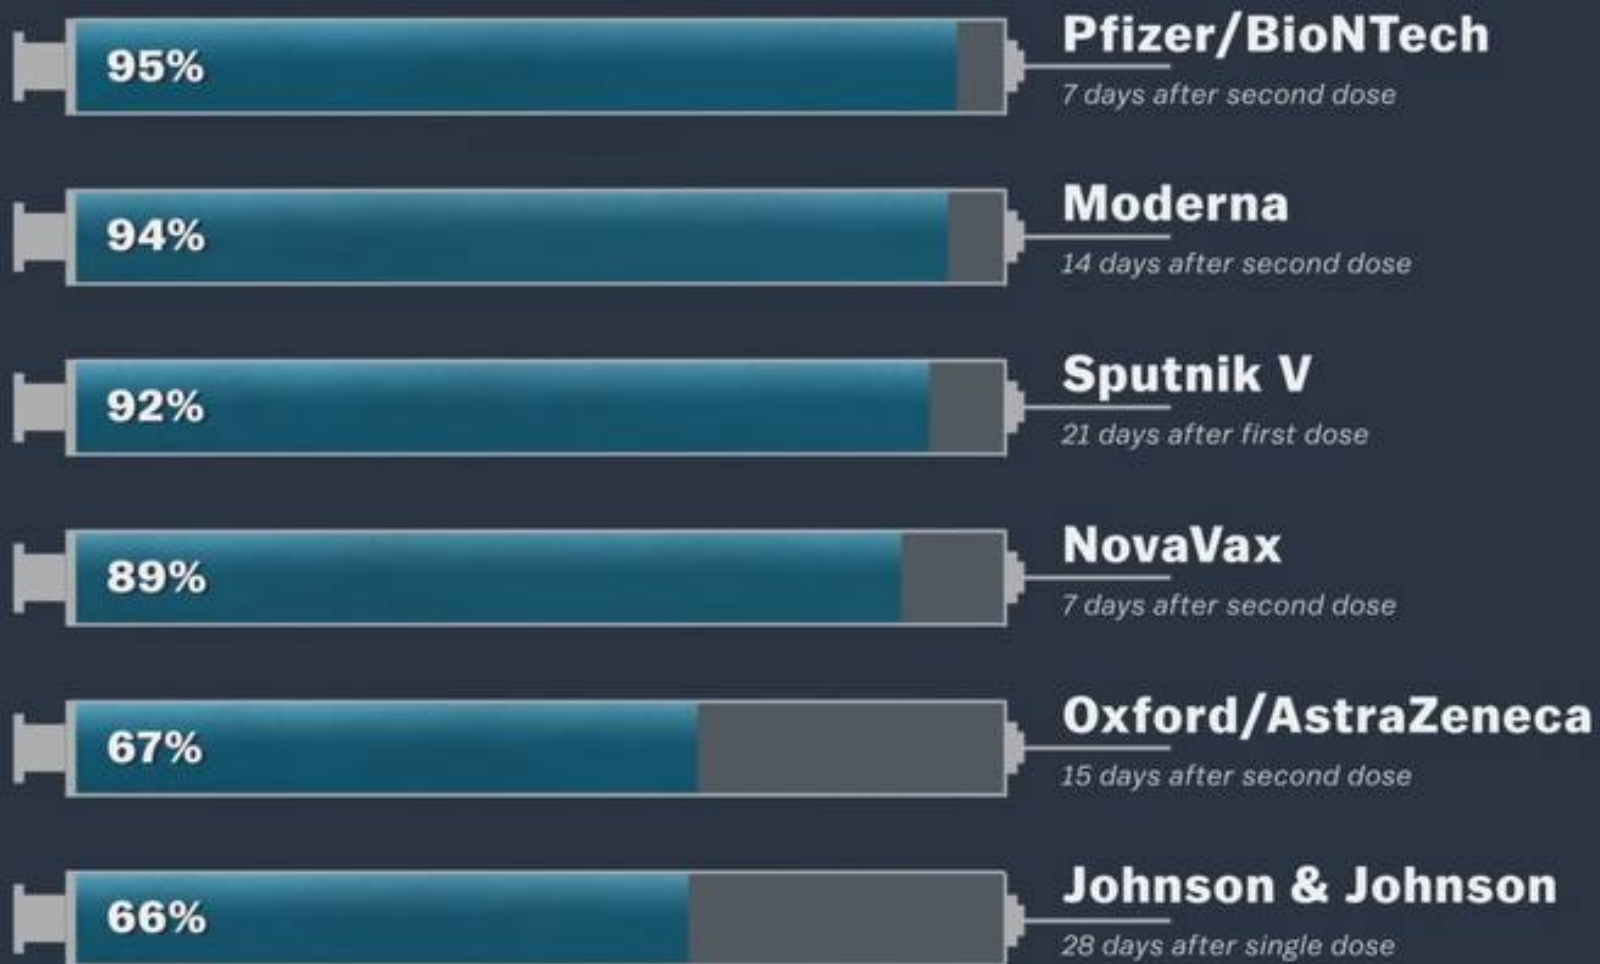 95%
Pfizer/BioNTech
7 days after second dose
94%
Moderna
14 days after second dose
92%
Sputnik V
21 days after first dose
89%
NovaVax
7 days after second dose
67%
Oxford/AstraZeneca
15 days after second dose
66%
Johnson & Johnson
28 days after single dose